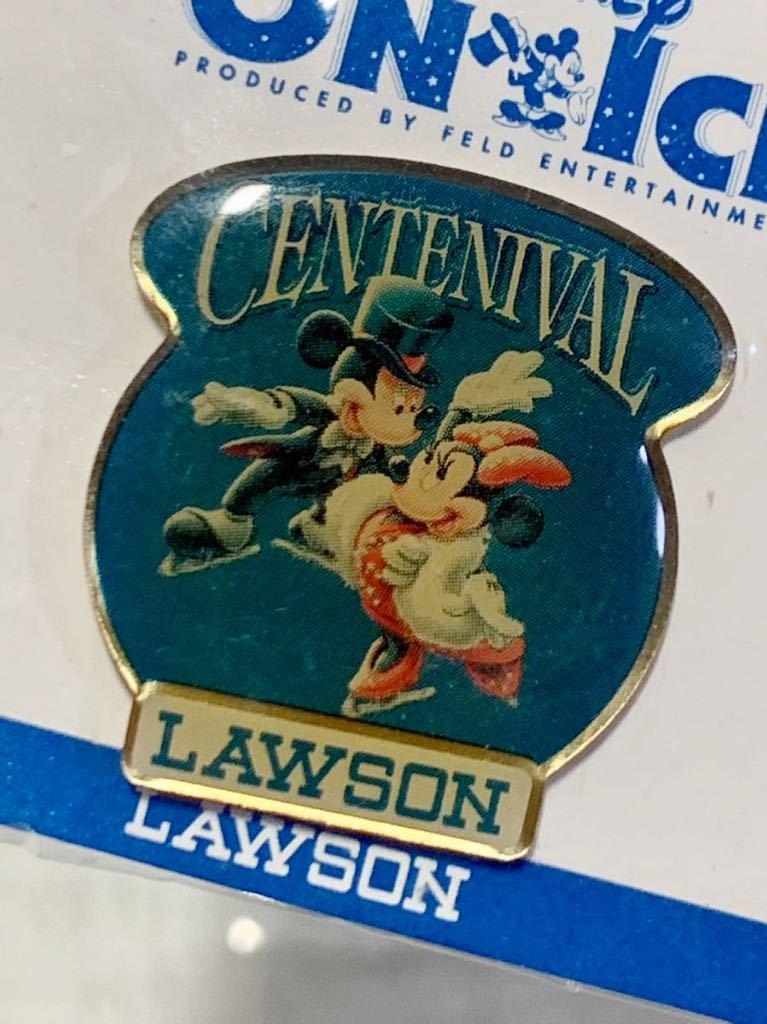 ON ICE
PRODUCED BY FELD ENTERTAINME
CENTENIVAL
LAWSON
LAWSON